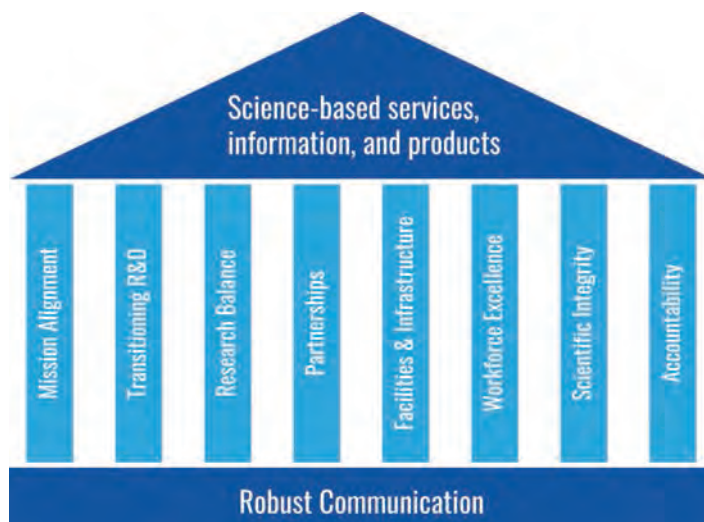 Science-based services,
information, and products
Mission Alignment
Transitioning R&D
Research Balance
Partnerships
Facilities & Infrastructure
Workforce Excellence
Scientific Integrity
Accountability
Robust Communication